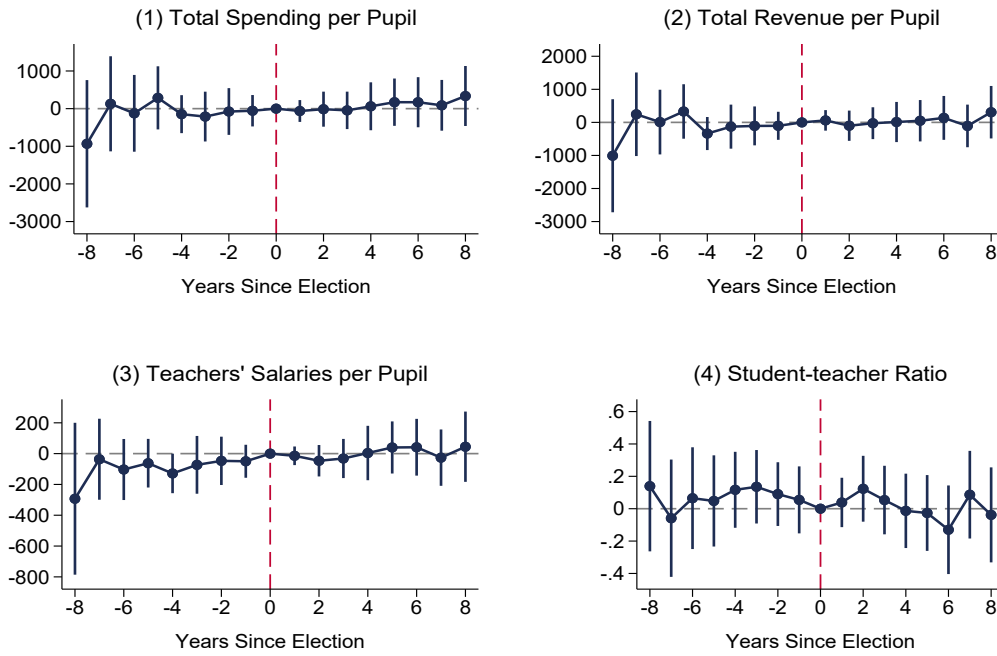 (1) Total Spending per Pupil
1000
0
-1000
-2000
-3000
-8 -6 -4 -2 0 2 4 6 8
Years Since Election
(2) Total Revenue per Pupil
2000
1000
0
-1000
-2000
-3000
-8 -6 -4 -2 0 2 4 6 8
Years Since Election
(3) Teachers' Salaries per Pupil
200
0
-200
-400
-600
-800
-8 -6 -4 -2 0 2 4 6 8
Years Since Election
(4) Student-teacher Ratio
.6
.4
.2
0
-.2
-.4
-8 -6 -4 -2 0 2 4 6 8
Years Since Election